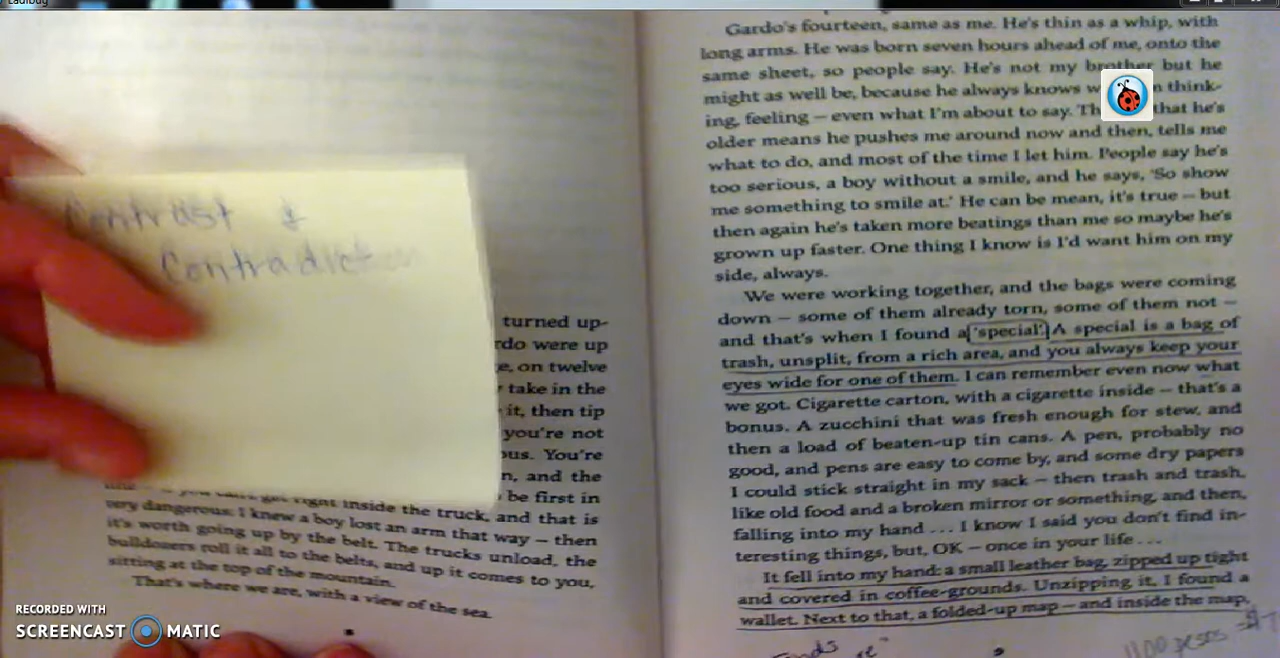 Ladibug
Contrast &
Contradiction
turned up-
rdo were up
e, on twelve
take in the
it, then tip
you're not
ous. You're
n, and the
be first in
get right inside the truck, and that is
very dangerous: I knew a boy lost an arm that way – then
it's worth going up by the belt. The trucks unload, the
bulldozers roll it all to the belts, and up it comes to you,
sitting at the top of the mountain.
That's where we are, with a view of the sea.
RECORDED WITH
SCREENCAST MATIC
Gardo's fourteen, same as me. He's thin as a whip, with
long arms. He was born seven hours ahead of me, onto the
same sheet, so people say. He's not my brother but he
might as well be, because he always knows think-
ing, feeling – even what I'm about to say. that he's
older means he pushes me around now and then, tells me
what to do, and most of the time I let him. People say he's
too serious, a boy without a smile, and he says, 'So show
me something to smile at.' He can be mean, it's true – but
then again he's taken more beatings than me so maybe he's
grown up faster. One thing I know is I'd want him on my
side, always.
We were working together, and the bags were coming
down – some of them already torn, some of them not –
and that's when I found a 'special'. A special is a bag of
trash, unsplit, from a rich area, and you always keep your
eyes wide for one of them. I can remember even now what
we got. Cigarette carton, with a cigarette inside – that's a
bonus. A zucchini that was fresh enough for stew, and
then a load of beaten-up tin cans. A pen, probably no
good, and pens are easy to come by, and some dry papers
I could stick straight in my sack – then trash and trash,
like old food and a broken mirror or something, and then,
falling into my hand ... I know I said you don't find in-
teresting things, but, OK – once in your life ...
It fell into my hand: a small leather bag, zipped up tight
and covered in coffee-grounds. Unzipping it, I found a
wallet. Next to that, a folded-up map – and inside the map,
1100 pesos